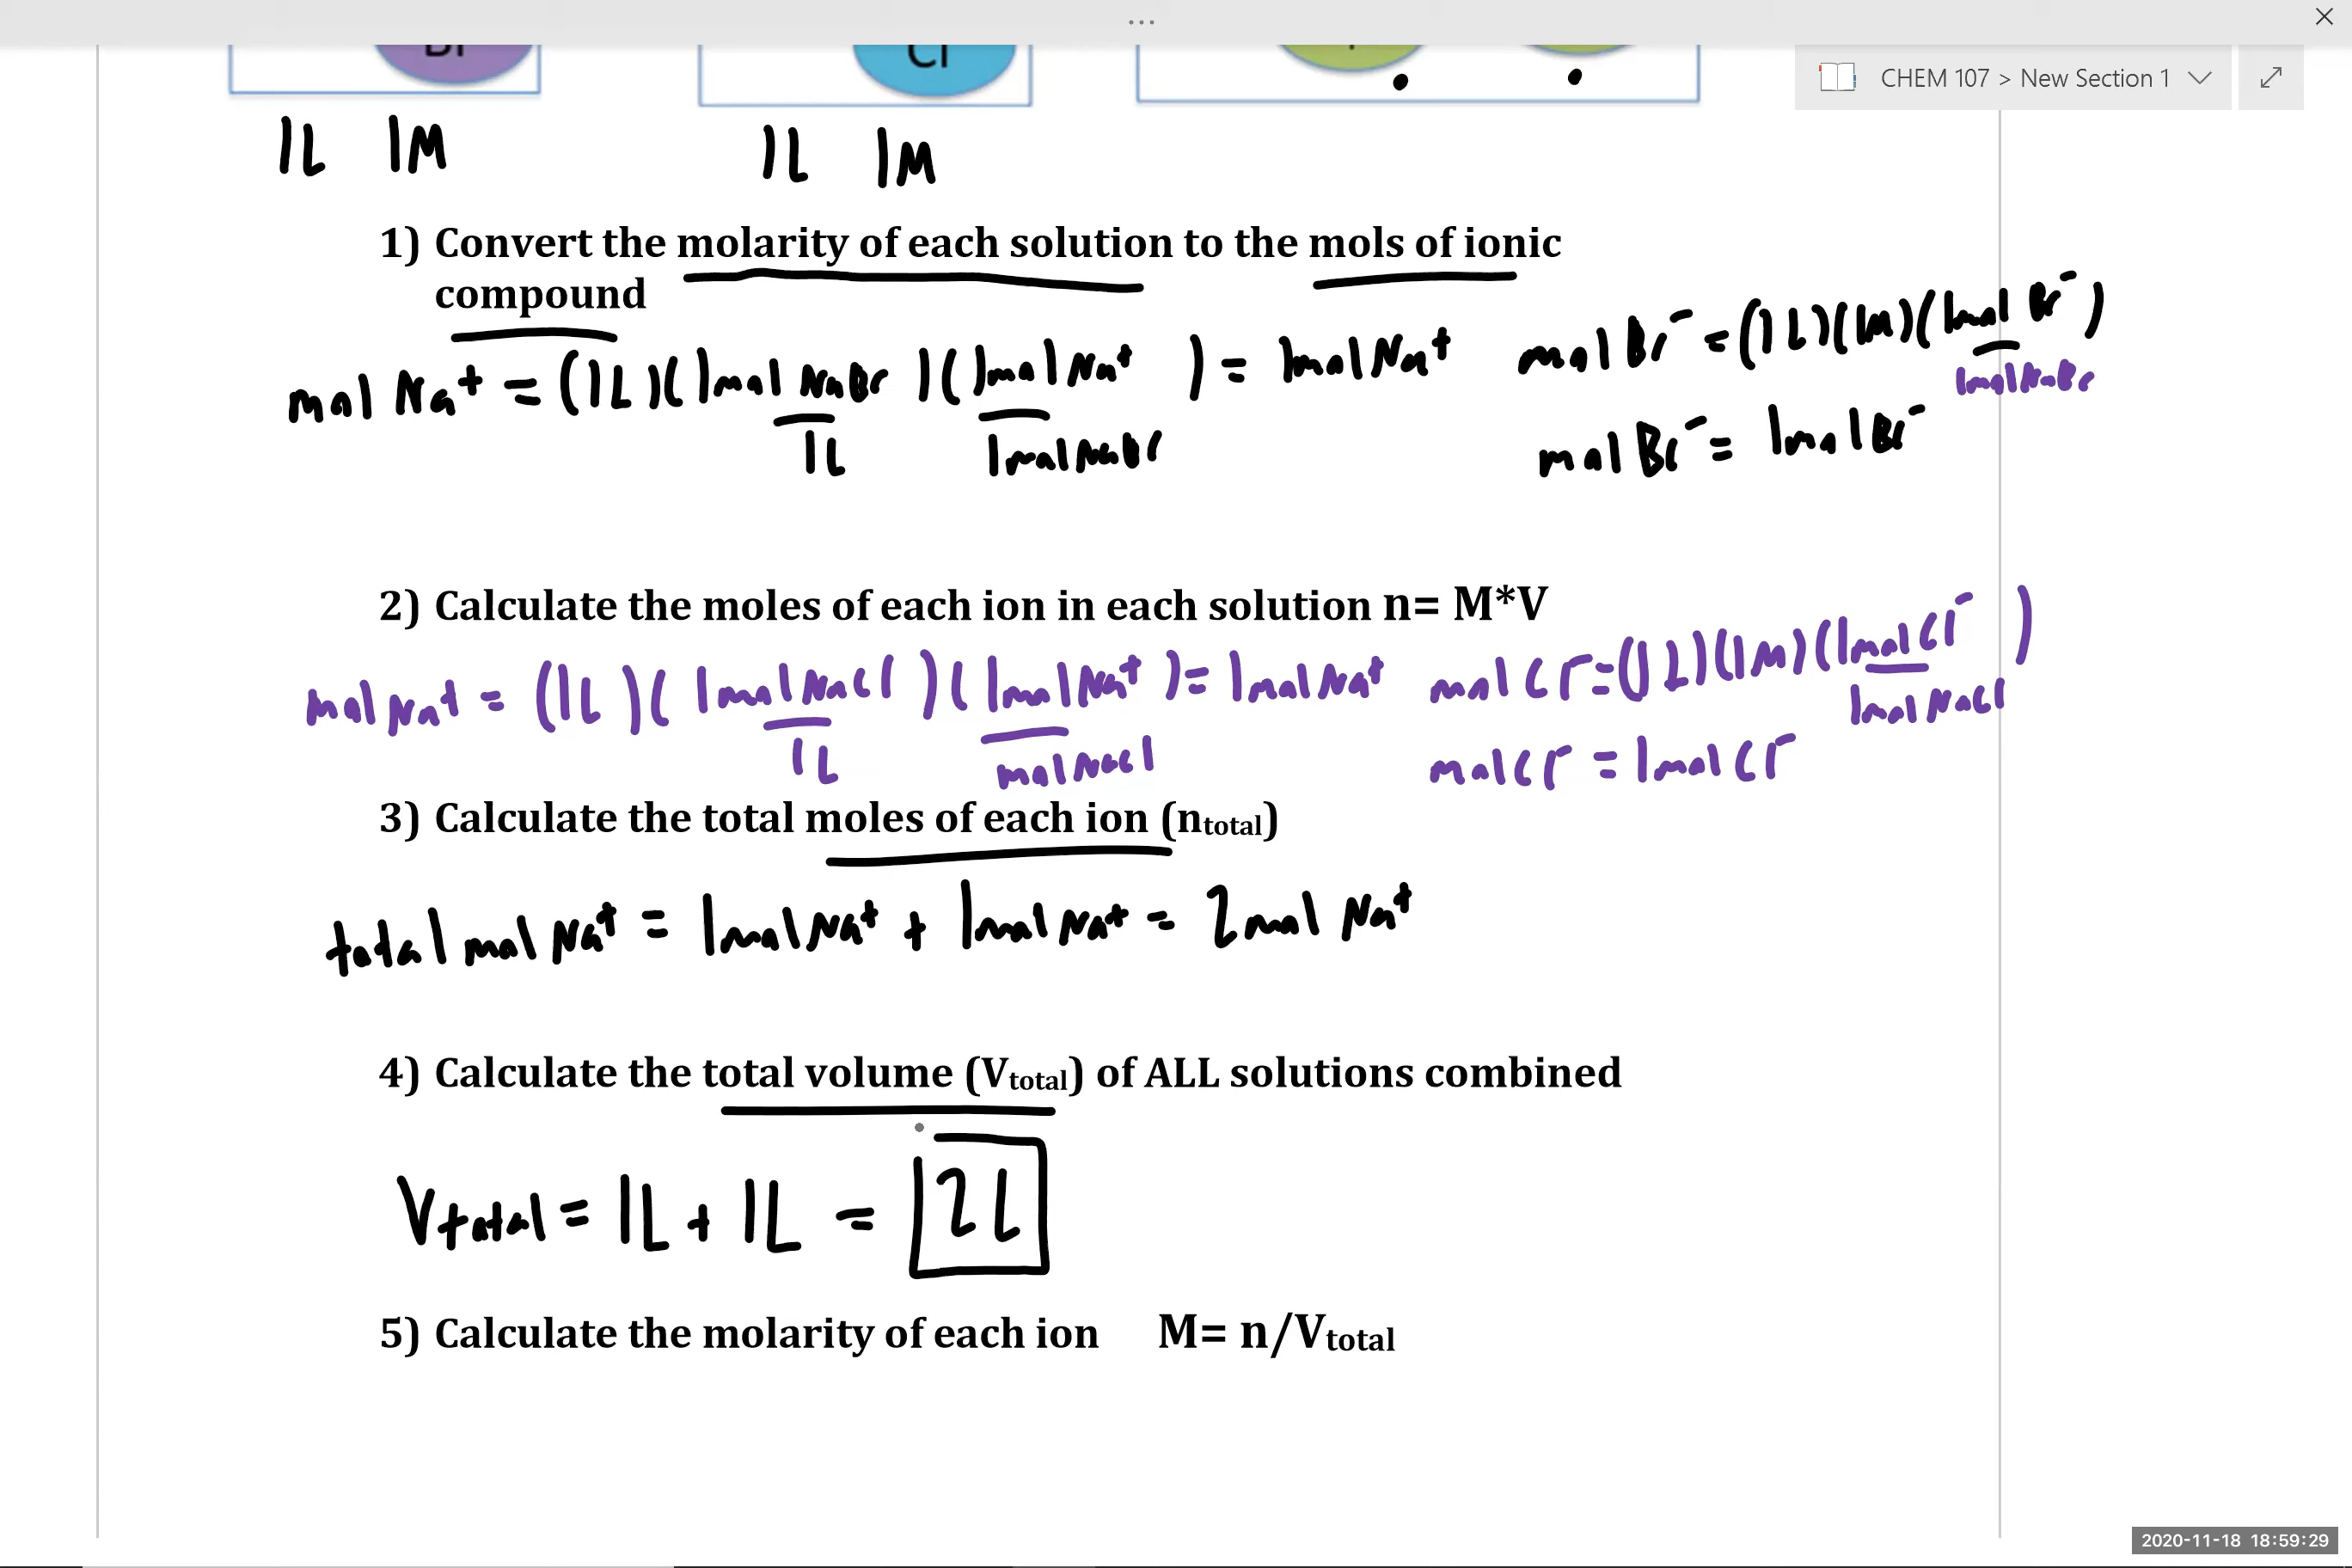 ...
Br
Cl
CHEM 107 > New Section 1
1L 1M
1L 1M
1) Convert the molarity of each solution to the mols of ionic
compound
mol Na⁺ = (1L)(1mol NaBr / 1L)(1mol Na⁺ / 1mol NaBr) = 1mol Na⁺
mol Br⁻ = (1L)(1M)(1mol Br⁻ / 1mol NaBr)
mol Br⁻ = 1mol Br⁻
2) Calculate the moles of each ion in each solution n= M*V
mol Na⁺ = (1L)(1mol NaCl / 1L)(1mol Na⁺ / mol NaCl) = 1mol Na⁺
mol Cl⁻ = (1L)(1M)(1mol Cl⁻ / 1mol NaCl)
mol Cl⁻ = 1mol Cl⁻
3) Calculate the total moles of each ion (n_total)
total mol Na⁺ = 1mol Na⁺ + 1mol Na⁺ = 2mol Na⁺
4) Calculate the total volume (V_total) of ALL solutions combined
Vtotal = 1L + 1L = 2L
5) Calculate the molarity of each ion M= n/V_total
2020-11-18 18:59:29